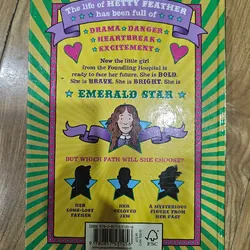 The life of HETTY FEATHER
has been full of
DRAMA DANGER
HEARTBREAK
EXCITEMENT
Now the little girl
from the Foundling Hospital is
ready to face her future. She is BOLD.
She is BRAVE. She is BRIGHT. She is
EMERALD STAR
BUT WHICH PATH WILL SHE CHOOSE?
HER
LONG-LOST
FATHER
HER
BELOVED
JEM
A MYSTERIOUS
FIGURE FROM
HER PAST
FSC